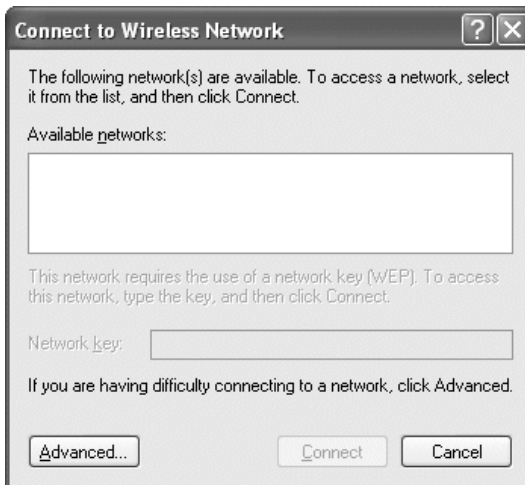 Connect to Wireless Network
The following network(s) are available. To access a network, select
it from the list, and then click Connect.
Available networks:
This network requires the use of a network key (WEP). To access
this network, type the key, and then click Connect.
Network key:
If you are having difficulty connecting to a network, click Advanced.
Advanced...
Connect
Cancel